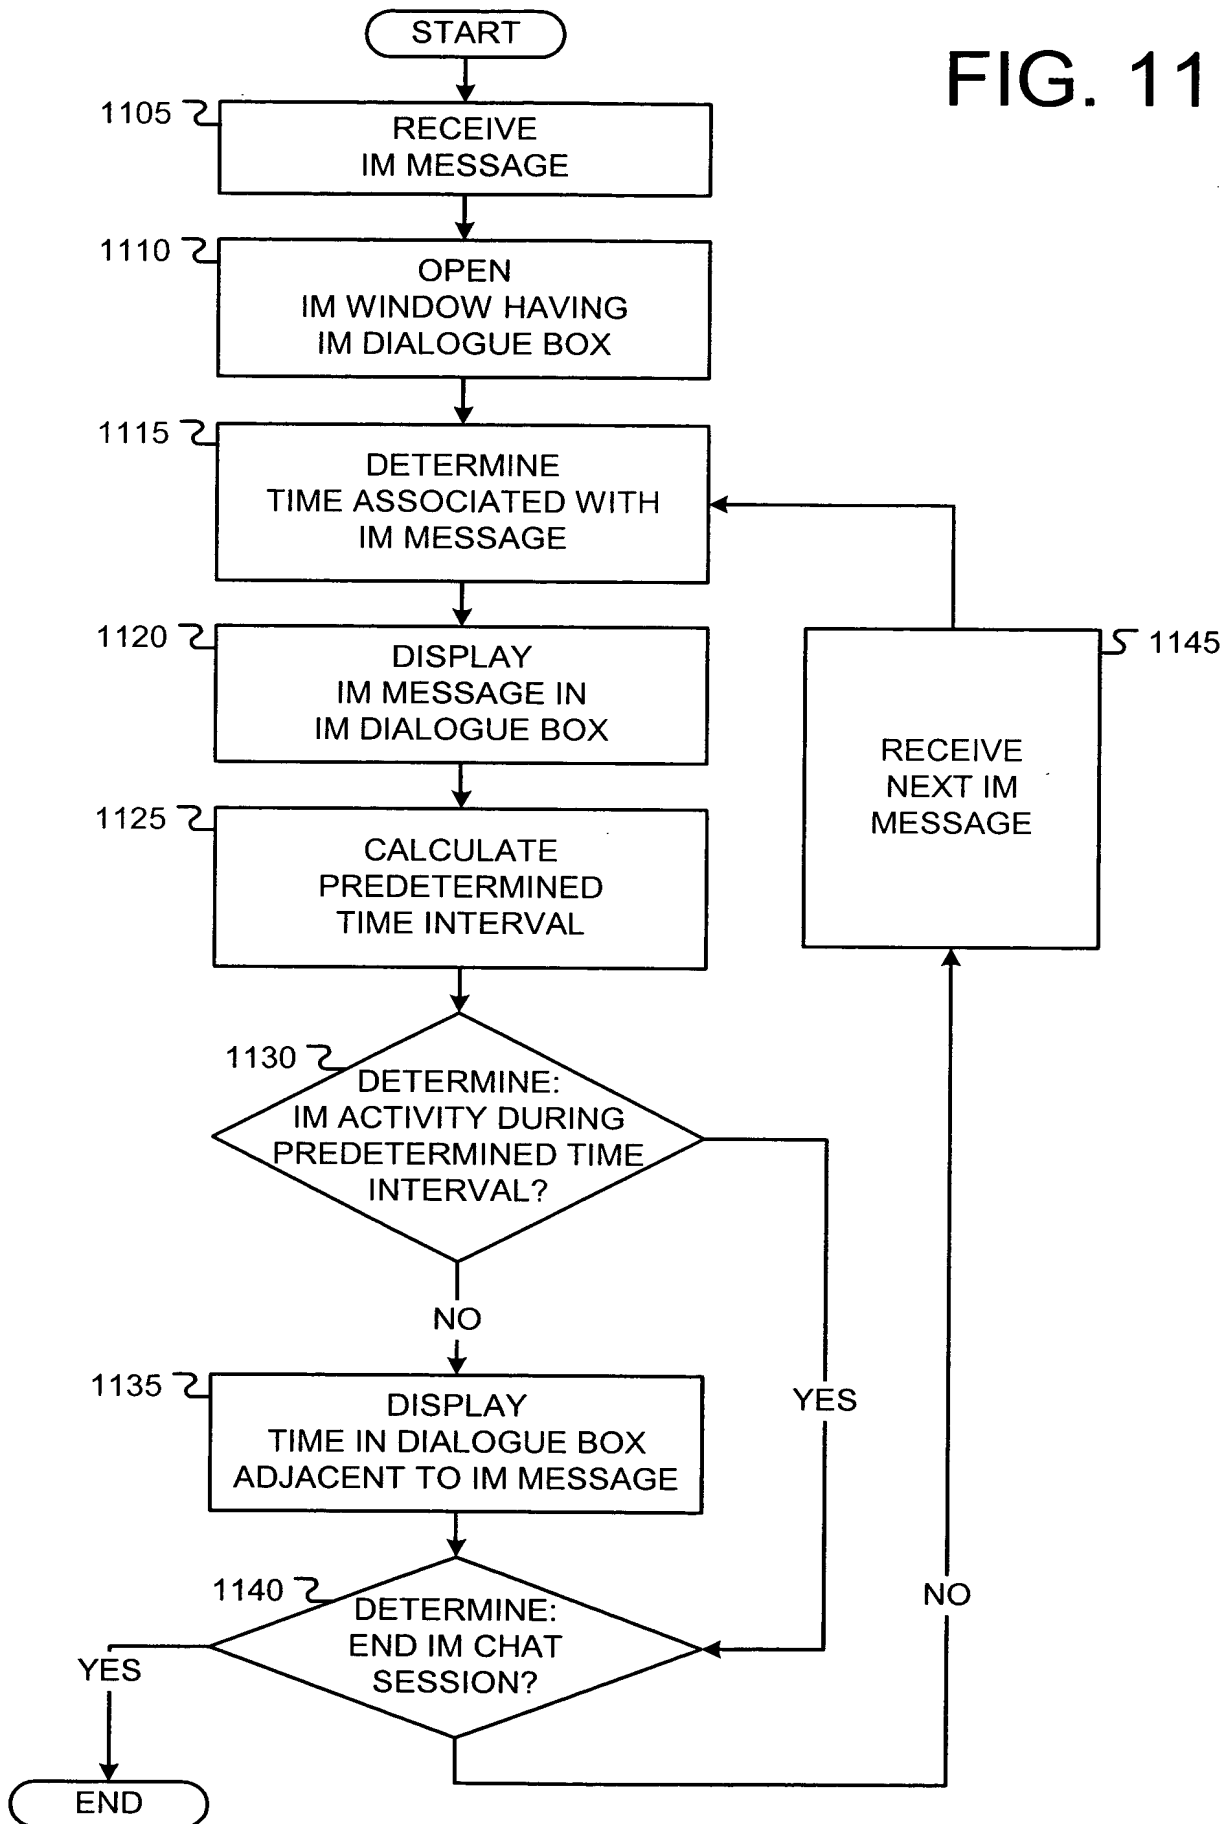 START
FIG. 11
1105
RECEIVE
IM MESSAGE
1110
OPEN
IM WINDOW HAVING
IM DIALOGUE BOX
1115
DETERMINE
TIME ASSOCIATED WITH
IM MESSAGE
1120
DISPLAY
IM MESSAGE IN
IM DIALOGUE BOX
1145
RECEIVE
NEXT IM
MESSAGE
1125
CALCULATE
PREDETERMINED
TIME INTERVAL
1130
DETERMINE:
IM ACTIVITY DURING
PREDETERMINED TIME
INTERVAL?
NO
YES
1135
DISPLAY
TIME IN DIALOGUE BOX
ADJACENT TO IM MESSAGE
1140
DETERMINE:
END IM CHAT
SESSION?
NO
YES
END